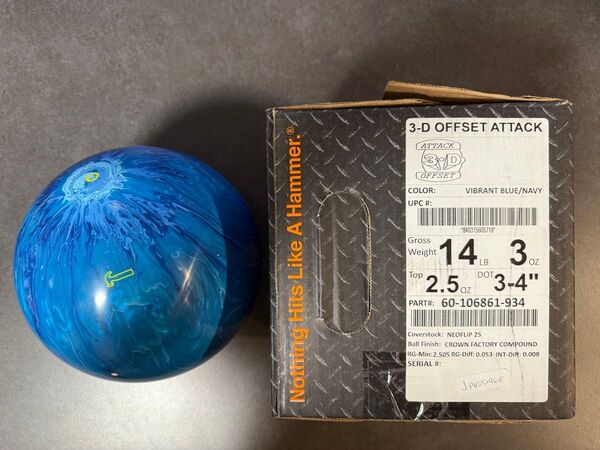 Nothing Hits Like A Hammer.®
3-D OFFSET ATTACK
ATTACK
3-D
OFFSET
COLOR: VIBRANT BLUE/NAVY
UPC #:
Gross Weight 14 LB 3 OZ
Top 2.5 OZ DOT 3-4"
PART#: 60-106861-934
Coverstock: NEOFLIP 25
Ball Finish: CROWN FACTORY COMPOUND
RG-Min: 2.505 RG-Diff: 0.053 INT-Diff: 0.008
SERIAL #: